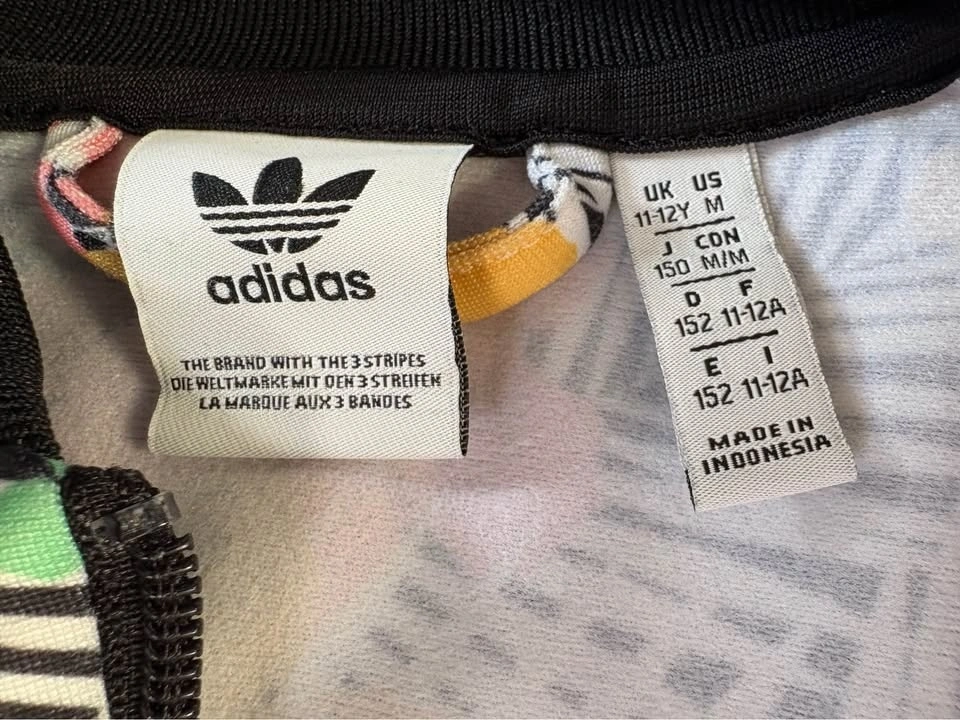 adidas
THE BRAND WITH THE 3 STRIPES
DIE WELTMARKE MIT DEN 3 STREIFEN
LA MARQUE AUX 3 BANDES
UK US
11-12Y M
J CDN
150 M/M
D F
152 11-12A
E I
152 11-12A
MADE IN
INDONESIA